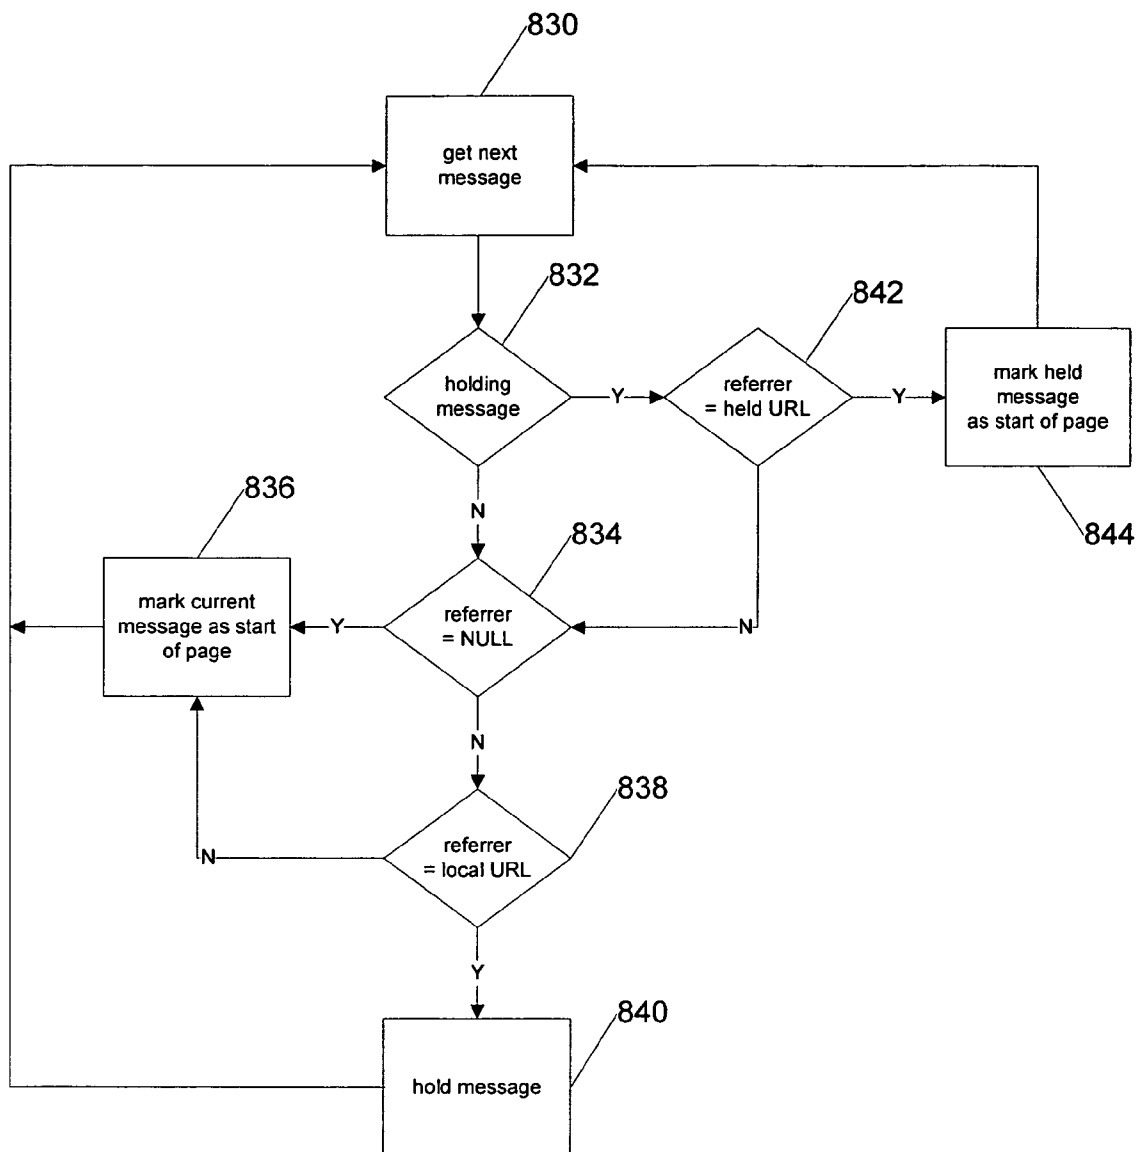 830
get next
message
832
842
holding
message
Y
referrer
= held URL
Y
mark held
message
as start of page
836
N
834
844
mark current
message as start
of page
Y
referrer
= NULL
N
N
838
referrer
= local URL
N
Y
840
hold message